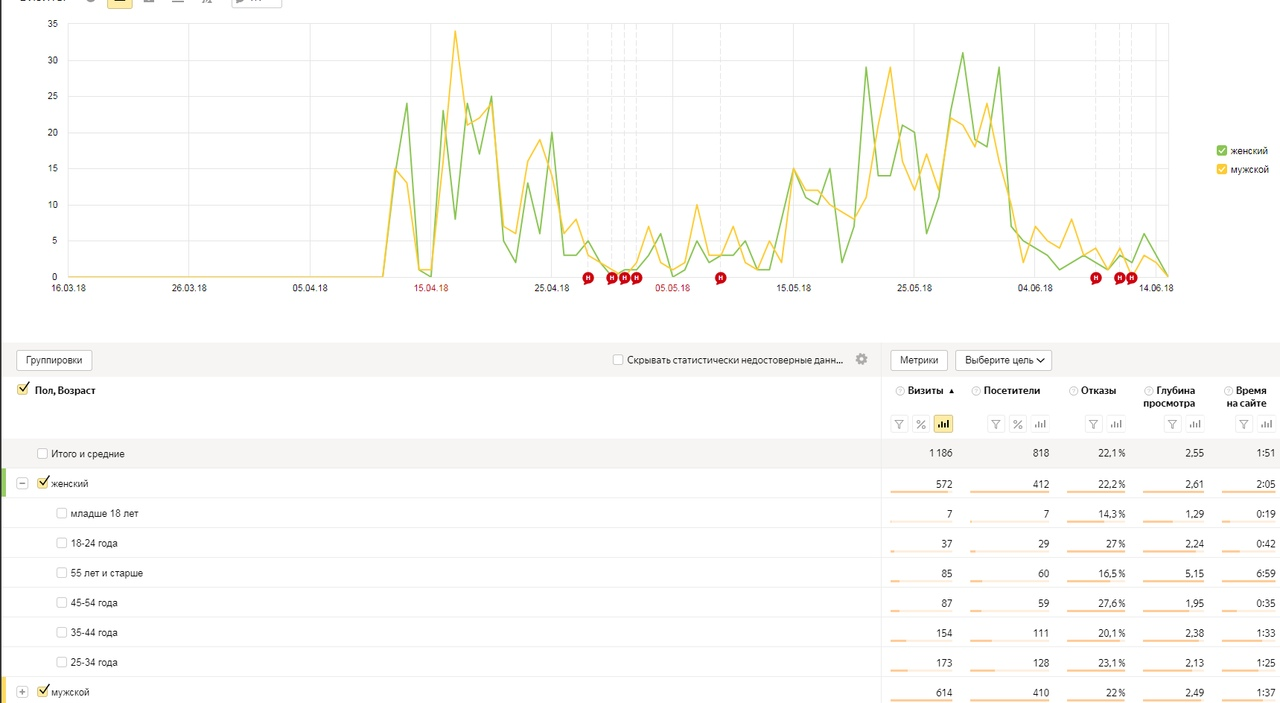 35
30
25
20
15
10
5
0
женский
мужской
Н Н Н Н Н Н Н Н
16.03.18 26.03.18 05.04.18 15.04.18 25.04.18 05.05.18 15.05.18 25.05.18 04.06.18 14.06.18
Группировки Скрывать статистически недостоверные данн... Метрики Выберите цель
Пол, Возраст Визиты ▲ Посетители Отказы Глубина просмотра Время на сайте
% %
Итого и средние 1 186 818 22,1 % 2,55 1:51
женский 572 412 22,2 % 2,61 2:05
младше 18 лет 7 7 14,3 % 1,29 0:19
18-24 года 37 29 27 % 2,24 0:42
55 лет и старше 85 60 16,5 % 5,15 6:59
45-54 года 87 59 27,6 % 1,95 0:35
35-44 года 154 111 20,1 % 2,38 1:33
25-34 года 173 128 23,1 % 2,13 1:25
мужской 614 410 22 % 2,49 1:37